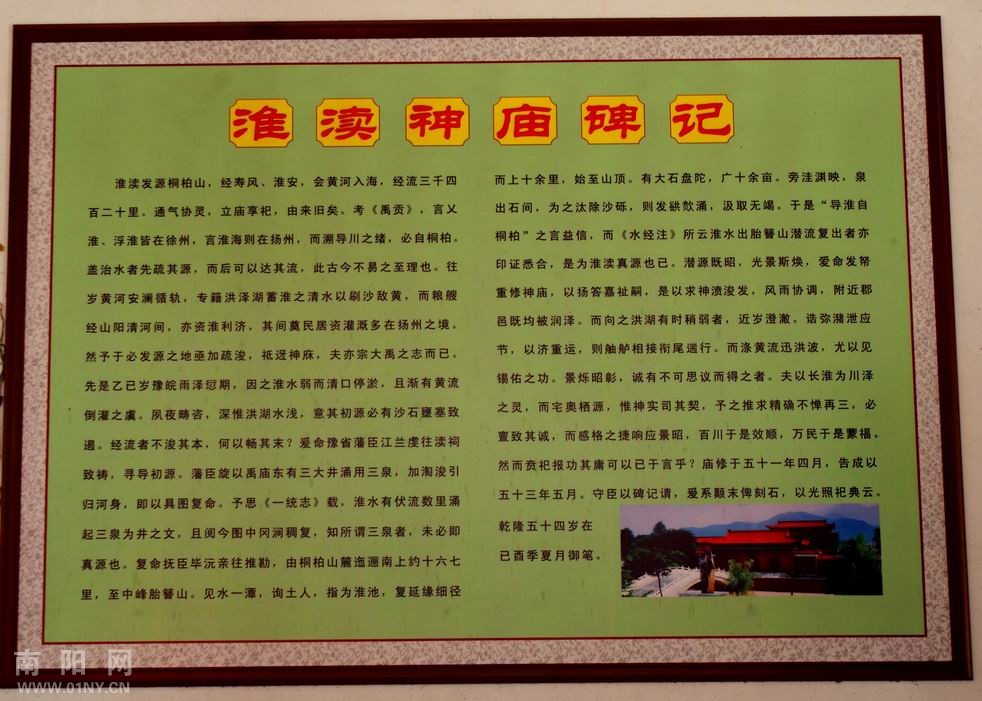 淮渎神庙碑记
淮渎发源桐柏山，经寿风、淮安，会黄河入海，经流三千四
百二十里。通气协灵，立庙享祀，由来旧矣。考《禹贡》，言乂
淮、浮淮皆在徐州，言淮海则在扬州，而溯导川之绪，必自桐柏。
盖治水者先疏其源，而后可以达其流，此古今不易之至理也。往
岁黄河安澜循轨，专籍洪泽湖蓄淮之清水以刷沙敌黄，而粮艘
经山阳清河间，亦资淮利济，其间奠民居资灌溉多在扬州之境。
然予于必发源之地亟加疏浚，祗迓神庥，夫亦宗大禹之志而已。
先是乙巳岁豫皖雨泽愆期，因之淮水弱而清口停淤，且渐有黄流
倒灌之虞。夙夜畴咨，深惟洪湖水浅，意其初源必有沙石壅塞致
遏。经流者不浚其本，何以畅其末？爰命豫省藩臣江兰虔往渎祠
致祷，寻导初源。藩臣旋以禹庙东有三大井涌用三泉，加淘浚引
归河身，即以具图复命。予思《一统志》载，淮水有伏流数里涌
起三泉为井之文，且阅今图中冈涧稠复，知所谓三泉者，未必即
真源也。复命抚臣毕沅亲往推勘，由桐柏山麓迤逦南上约十六七
里，至中峰胎簪山。见水一潭，询土人，指为淮池，复延缘细径
而上十余里，始至山顶。有大石盘陀，广十余亩。旁洼渊映，泉
出石间，为之汰除沙砾，则发谼欻涌，汲取无竭。于是“导淮自
桐柏”之言益信，而《水经注》所云淮水出胎簪山潜流复出者亦
印证悉合，是为淮渎真源也已。潜源既昭，光景斯焕，爰命发帑
重修神庙，以扬答嘉祉嗣，是以求神渍浚发，风雨协调，附近郡
邑既均被润泽。而向之洪湖有时稍弱者，近岁澄澈。诰弥潴泄应
节，以济重运，则舳舻相接衔尾遄行。而涤黄流迅洪波，尤以见
锡佑之功。景烁昭彰，诚有不可思议而得之者。夫以长淮为川泽
之灵，而宅奥栖源，惟神实司其契，予之推求精确不惮再三，必
亶致其诚，而感格之捷响应景昭，百川于是效顺，万民于是蒙福。
然而贲祀报功其庸可以已于言乎？庙修于五十一年四月，告成以
五十三年五月。守臣以碑记请，爰系颠末俾刻石，以光照祀典云。
乾隆五十四岁在
已酉季夏月御笔。
南阳网
WWW.01NY.CN